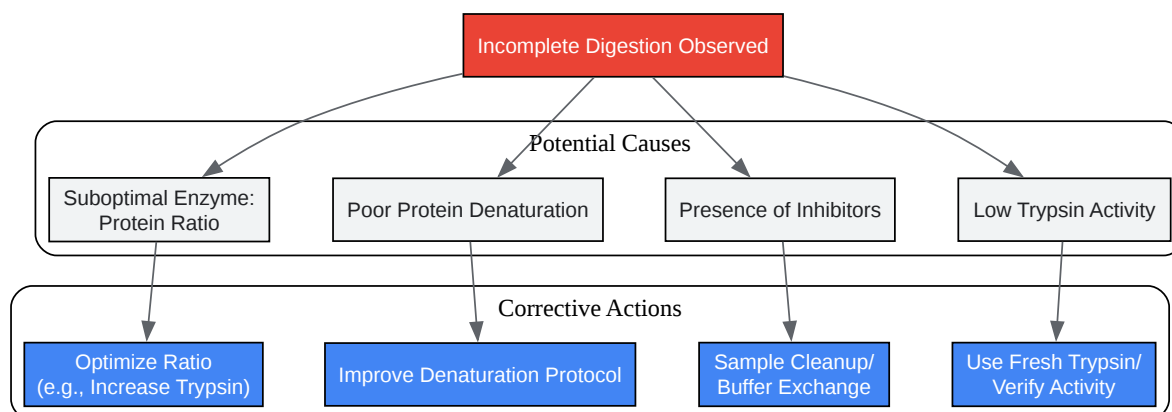 Incomplete Digestion Observed
Potential Causes
Suboptimal Enzyme:
Protein Ratio
Poor Protein Denaturation
Presence of Inhibitors
Low Trypsin Activity
Corrective Actions
Optimize Ratio
(e.g., Increase Trypsin)
Improve Denaturation Protocol
Sample Cleanup/
Buffer Exchange
Use Fresh Trypsin/
Verify Activity